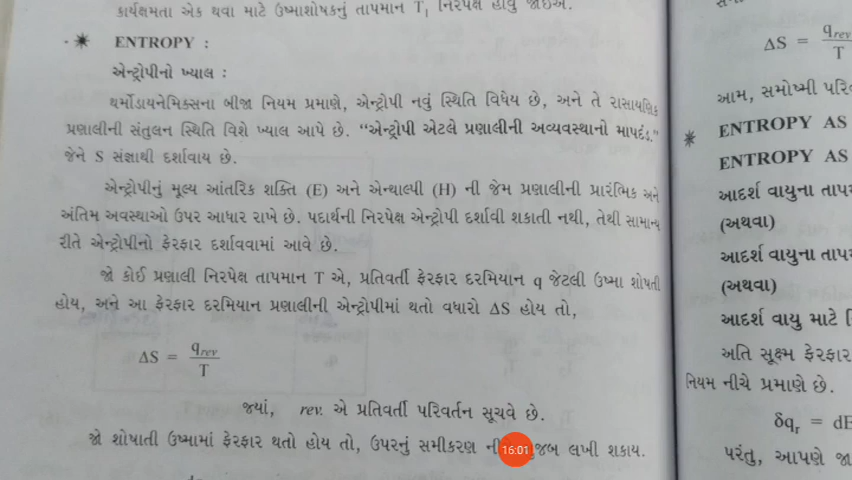 કાર્યક્ષમતા એક થવા માટે ઉષ્માશોષકનું તાપમાન T₁ નિરપેક્ષ હોવું જોઇએ.
* ENTROPY :
એન્ટ્રોપીનો ખ્યાલ :
થર્મોડાયનેમિક્સના બીજા નિયમ પ્રમાણે, એન્ટ્રોપી નવું સ્થિતિ વિધેય છે, અને તે રાસાયણિક
પ્રણાલીની સંતુલન સ્થિતિ વિશે ખ્યાલ આપે છે. "એન્ટ્રોપી એટલે પ્રણાલીની અવ્યવસ્થાનો માપદંડ."
જેને S સંજ્ઞાથી દર્શાવાય છે.
એન્ટ્રોપીનું મૂલ્ય આંતરિક શક્તિ (E) અને એન્થાલ્પી (H) ની જેમ પ્રણાલીની પ્રારંભિક અને
અંતિમ અવસ્થાઓ ઉપર આધાર રાખે છે. પદાર્થની નિરપેક્ષ એન્ટ્રોપી દર્શાવી શકાતી નથી, તેથી સામાન્ય
રીતે એન્ટ્રોપીનો ફેરફાર દર્શાવવામાં આવે છે.
જો કોઈ પ્રણાલી નિરપેક્ષ તાપમાન T એ, પ્રતિવર્તી ફેરફાર દરમિયાન q જેટલી ઉષ્મા શોષતી
હોય, અને આ ફેરફાર દરમિયાન પ્રણાલીની એન્ટ્રોપીમાં થતો વધારો ΔS હોય તો,
ΔS = q_rev / T
જ્યાં, rev. એ પ્રતિવર્તી પરિવર્તન સૂચવે છે.
જો શોષાતી ઉષ્મામાં ફેરફાર થતો હોય તો, ઉપરનું સમીકરણ લખી શકાય.
16:01
ΔS = q_rev / T
આમ, સમોષ્મી
* ENTROPY AS
ENTROPY AS
આદર્શ વાયુના
(અથવા)
આદર્શ વાયુના
(અથવા)
આદર્શ વાયુ માટે
અતિ સૂક્ષ્મ ફેરફાર
નિયમ નીચે પ્રમાણે છે.
δq_r = dE
પરંતુ, આપણે